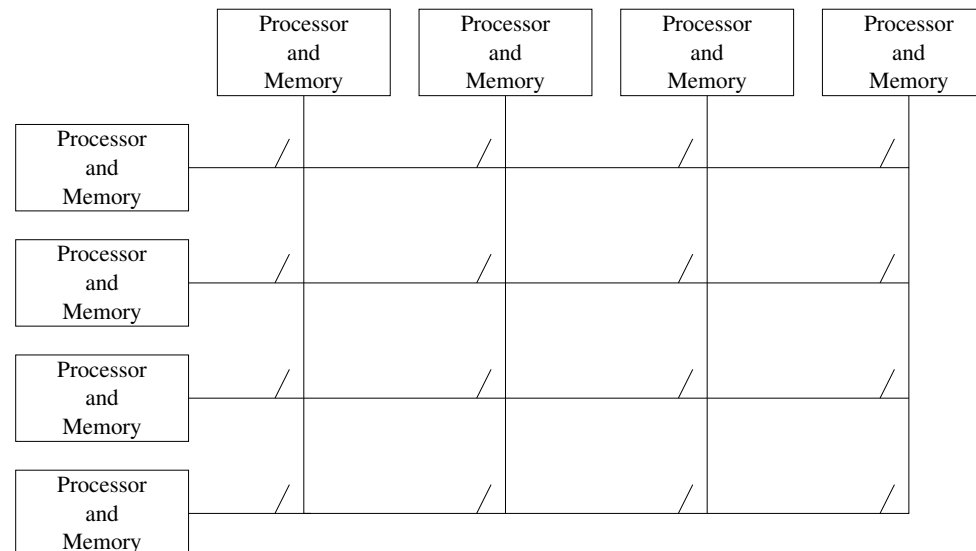 Processor
and
Memory
Processor
and
Memory
Processor
and
Memory
Processor
and
Memory
Processor
and
Memory
Processor
and
Memory
Processor
and
Memory
Processor
and
Memory